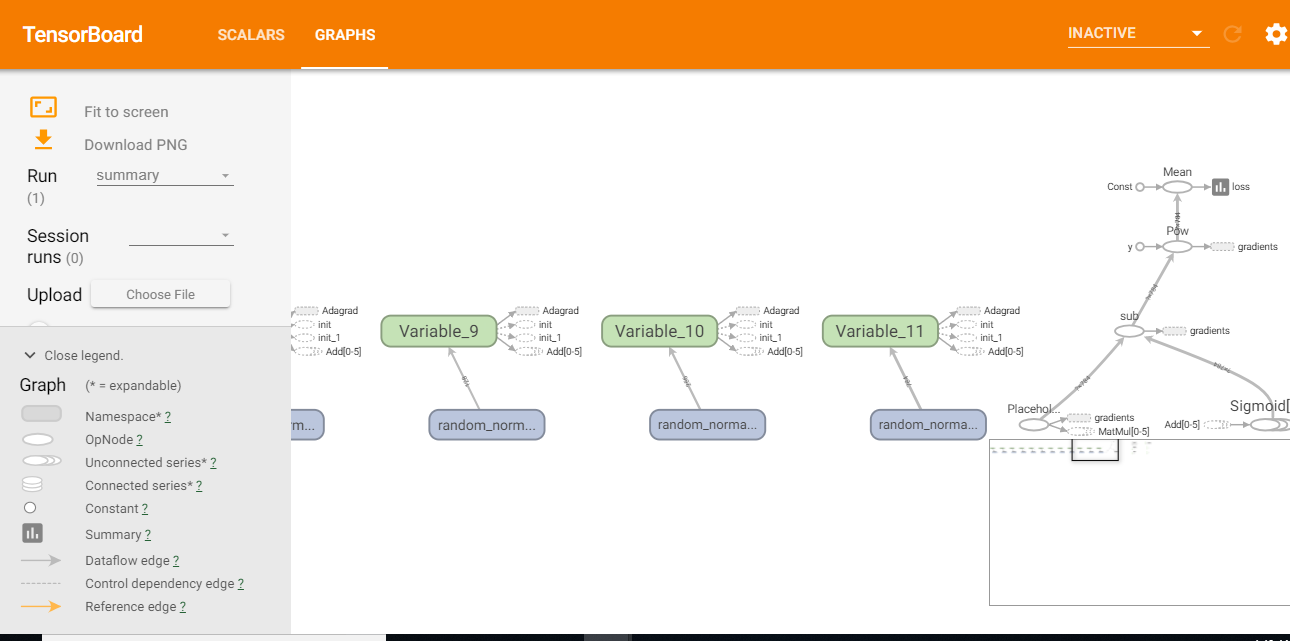 TensorBoard SCALARS GRAPHS INACTIVE
Fit to screen
Download PNG
Run summary
(1)
Session
runs (0)
Upload Choose File
Close legend.
Graph (* = expandable)
Namespace* ?
OpNode ?
Unconnected series* ?
Connected series* ?
Constant ?
Summary ?
Dataflow edge ?
Control dependency edge ?
Reference edge ?
Mean
Const loss
Pow
y gradients
sub
gradients
Adagrad
init
init_1
Add[0-5]
Variable_9
Adagrad
init
init_1
Add[0-5]
Variable_10
Adagrad
init
init_1
Add[0-5]
Variable_11
Adagrad
init
init_1
Add[0-5]
m...
random_norm...
random_norma...
random_norma...
Placehol...
gradients
MatMul[0-5]
Sigmoid[
Add[0-5]